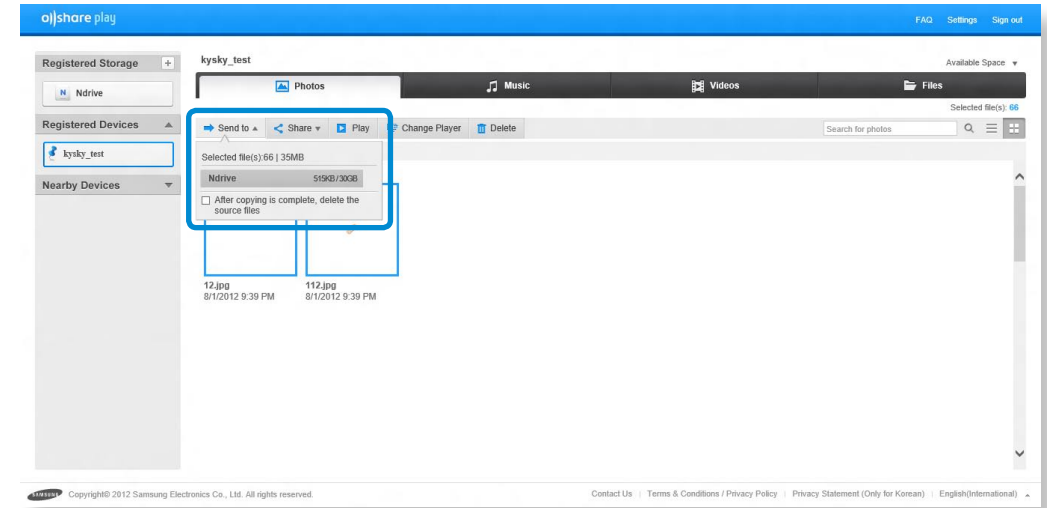 allshare play
FAQ Settings Sign out
Registered Storage +
kysky_test
Available Space
N Ndrive
Photos Music Videos Files
Selected file(s): 66
Registered Devices
Send to Share Play Change Player Delete
Search for photos
kysky_test
Selected file(s):66 | 35MB
Ndrive 515KB/30GB
Nearby Devices
After copying is complete, delete the
source files
12.jpg 112.jpg
8/1/2012 9:39 PM 8/1/2012 9:39 PM
SAMSUNG Copyright© 2012 Samsung Electronics Co., Ltd. All rights reserved.
Contact Us | Terms & Conditions / Privacy Policy | Privacy Statement (Only for Korean) | English(International)